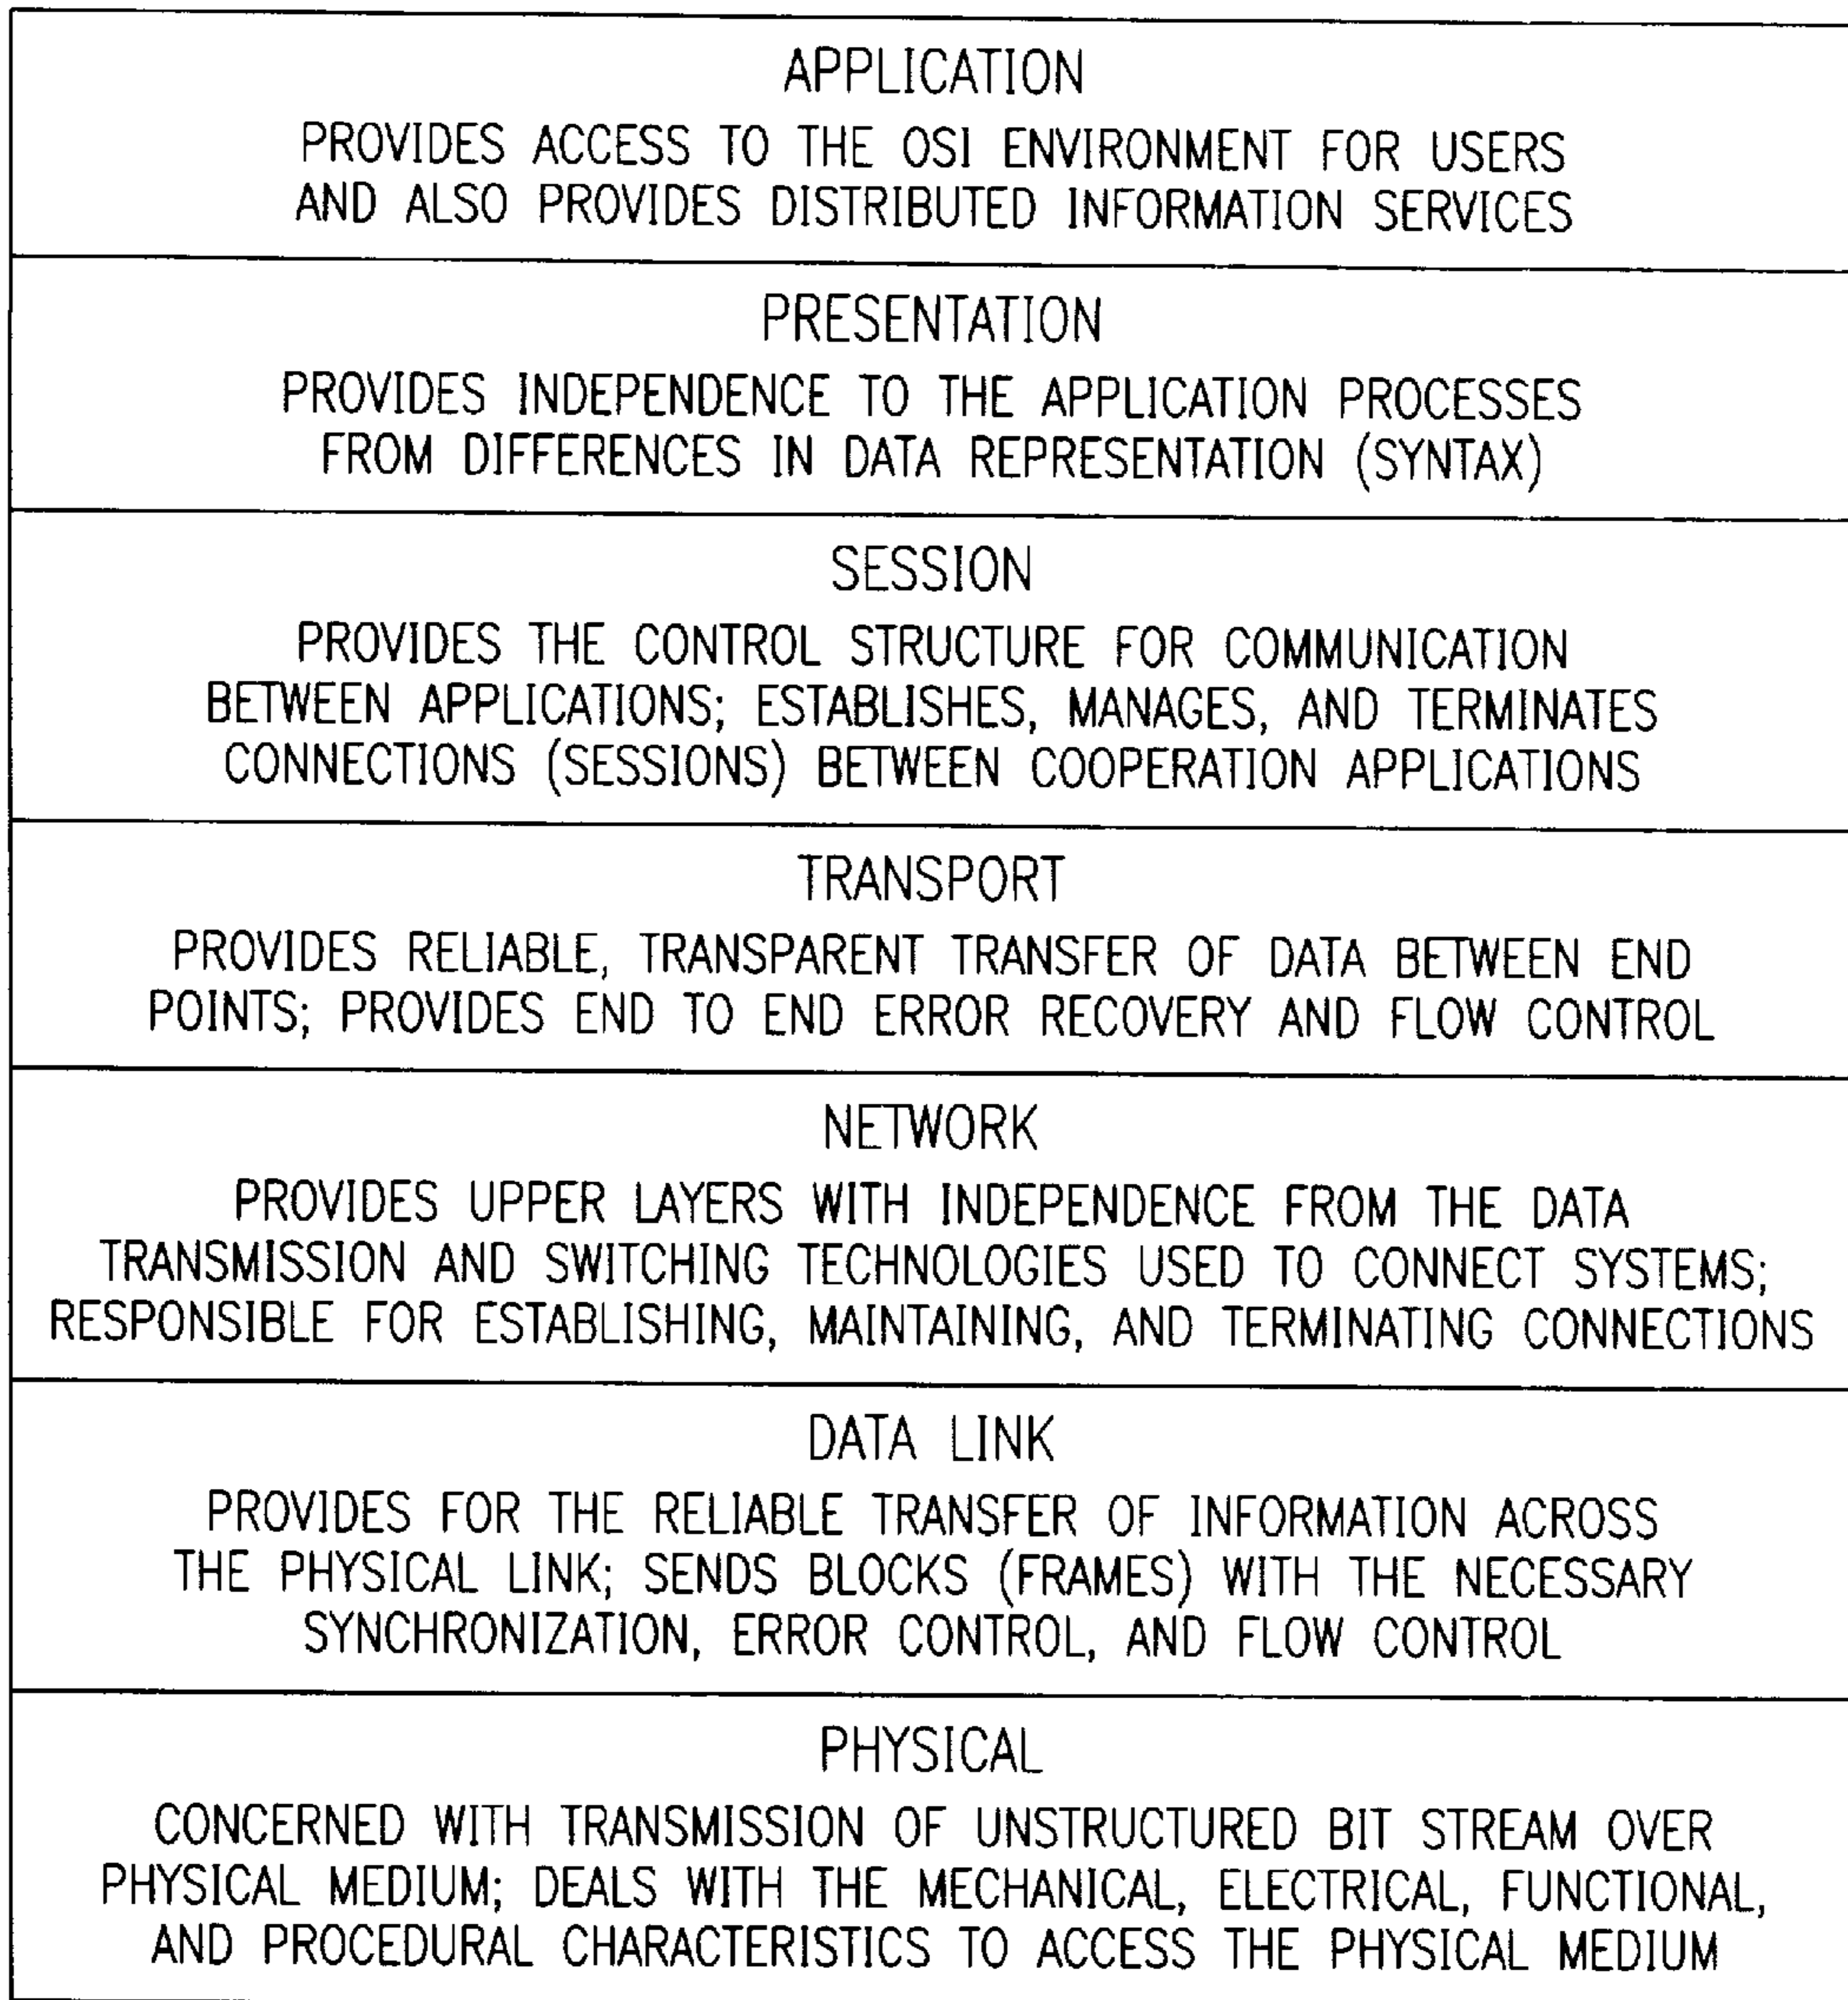 APPLICATION
PROVIDES ACCESS TO THE OSI ENVIRONMENT FOR USERS
AND ALSO PROVIDES DISTRIBUTED INFORMATION SERVICES
PRESENTATION
PROVIDES INDEPENDENCE TO THE APPLICATION PROCESSES
FROM DIFFERENCES IN DATA REPRESENTATION (SYNTAX)
SESSION
PROVIDES THE CONTROL STRUCTURE FOR COMMUNICATION
BETWEEN APPLICATIONS; ESTABLISHES, MANAGES, AND TERMINATES
CONNECTIONS (SESSIONS) BETWEEN COOPERATION APPLICATIONS
TRANSPORT
PROVIDES RELIABLE, TRANSPARENT TRANSFER OF DATA BETWEEN END
POINTS; PROVIDES END TO END ERROR RECOVERY AND FLOW CONTROL
NETWORK
PROVIDES UPPER LAYERS WITH INDEPENDENCE FROM THE DATA
TRANSMISSION AND SWITCHING TECHNOLOGIES USED TO CONNECT SYSTEMS;
RESPONSIBLE FOR ESTABLISHING, MAINTAINING, AND TERMINATING CONNECTIONS
DATA LINK
PROVIDES FOR THE RELIABLE TRANSFER OF INFORMATION ACROSS
THE PHYSICAL LINK; SENDS BLOCKS (FRAMES) WITH THE NECESSARY
SYNCHRONIZATION, ERROR CONTROL, AND FLOW CONTROL
PHYSICAL
CONCERNED WITH TRANSMISSION OF UNSTRUCTURED BIT STREAM OVER
PHYSICAL MEDIUM; DEALS WITH THE MECHANICAL, ELECTRICAL, FUNCTIONAL,
AND PROCEDURAL CHARACTERISTICS TO ACCESS THE PHYSICAL MEDIUM